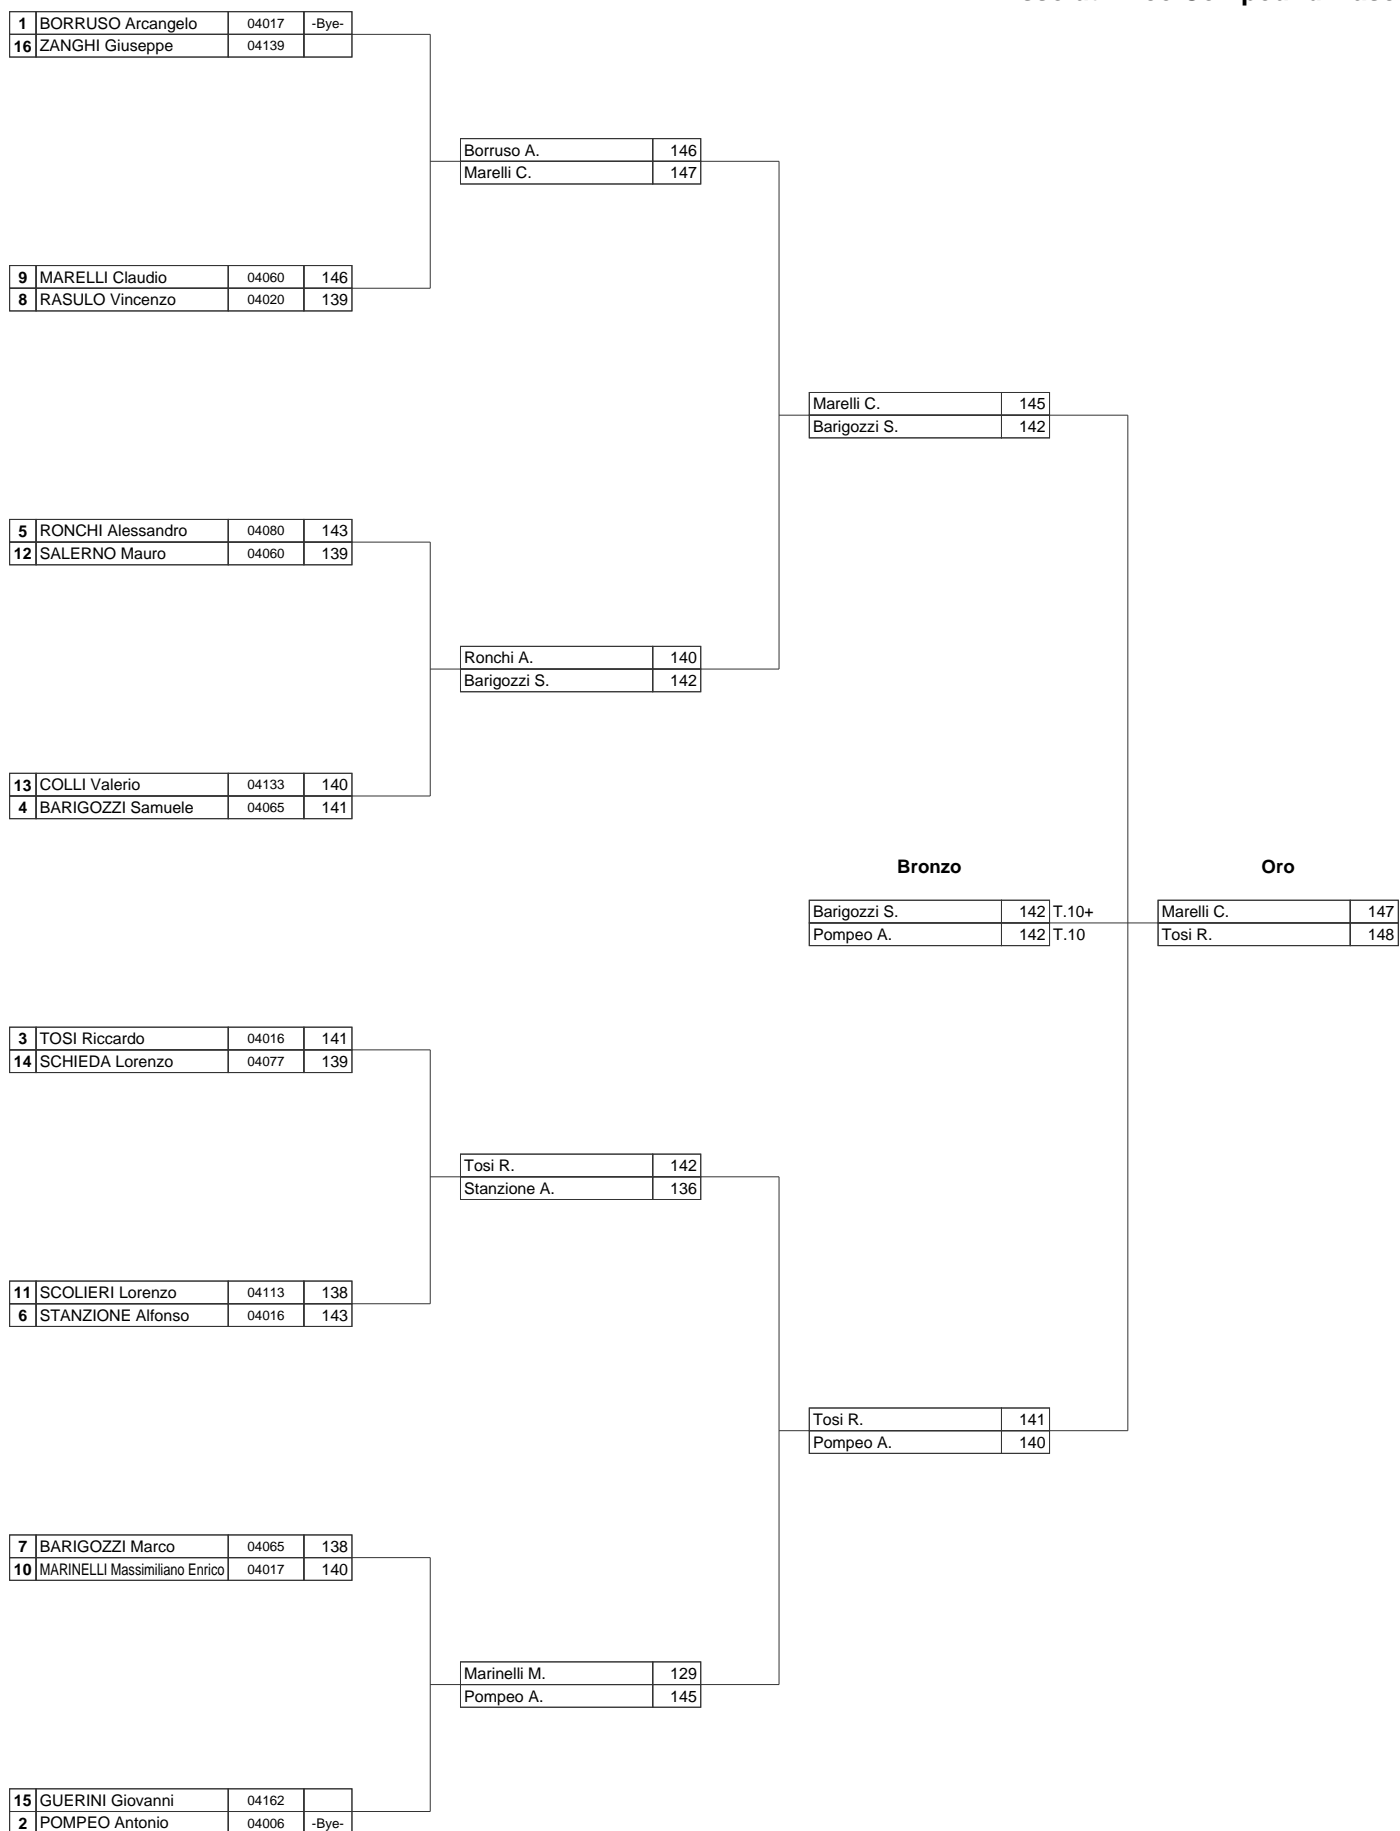 1 BORRUSO Arcangelo 04017 -Bye-
16 ZANGHI Giuseppe 04139
Borruso A. 146
Marelli C. 147
9 MARELLI Claudio 04060 146
8 RASULO Vincenzo 04020 139
Marelli C. 145
Barigozzi S. 142
5 RONCHI Alessandro 04080 143
12 SALERNO Mauro 04060 139
Ronchi A. 140
Barigozzi S. 142
13 COLLI Valerio 04133 140
4 BARIGOZZI Samuele 04065 141
Bronzo Oro
Barigozzi S. 142 T.10+ Marelli C. 147
Pompeo A. 142 T.10 Tosi R. 148
3 TOSI Riccardo 04016 141
14 SCHIEDA Lorenzo 04077 139
Tosi R. 142
Stanzione A. 136
11 SCOLIERI Lorenzo 04113 138
6 STANZIONE Alfonso 04016 143
Tosi R. 141
Pompeo A. 140
7 BARIGOZZI Marco 04065 138
10 MARINELLI Massimiliano Enrico 04017 140
Marinelli M. 129
Pompeo A. 145
15 GUERINI Giovanni 04162
2 POMPEO Antonio 04006 -Bye-